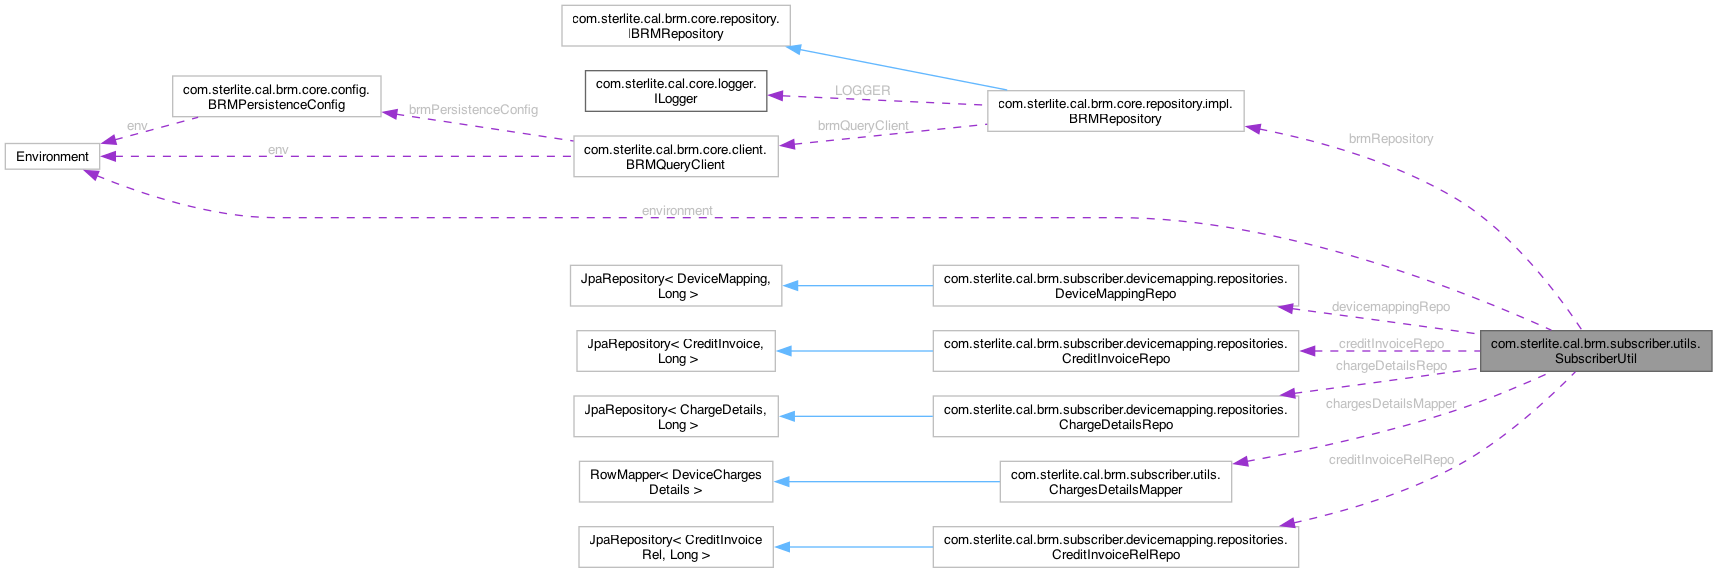 com.sterlite.cal.brm.core.repository.
IBRMRepository
com.sterlite.cal.core.logger.
ILogger
LOGGER
com.sterlite.cal.brm.core.config.
BRMPersistenceConfig
brmPersistenceConfig
com.sterlite.cal.brm.core.repository.impl.
BRMRepository
brmQueryClient
env
Environment
env
com.sterlite.cal.brm.core.client.
BRMQueryClient
brmRepository
environment
JpaRepository< DeviceMapping,
Long >
com.sterlite.cal.brm.subscriber.devicemapping.repositories.
DeviceMappingRepo
devicemappingRepo
JpaRepository< CreditInvoice,
Long >
com.sterlite.cal.brm.subscriber.devicemapping.repositories.
CreditInvoiceRepo
creditInvoiceRepo
com.sterlite.cal.brm.subscriber.utils.
SubscriberUtil
chargeDetailsRepo
JpaRepository< ChargeDetails,
Long >
com.sterlite.cal.brm.subscriber.devicemapping.repositories.
ChargeDetailsRepo
chargesDetailsMapper
RowMapper< DeviceCharges
Details >
com.sterlite.cal.brm.subscriber.utils.
ChargesDetailsMapper
creditInvoiceRelRepo
JpaRepository< CreditInvoice
Rel, Long >
com.sterlite.cal.brm.subscriber.devicemapping.repositories.
CreditInvoiceRelRepo